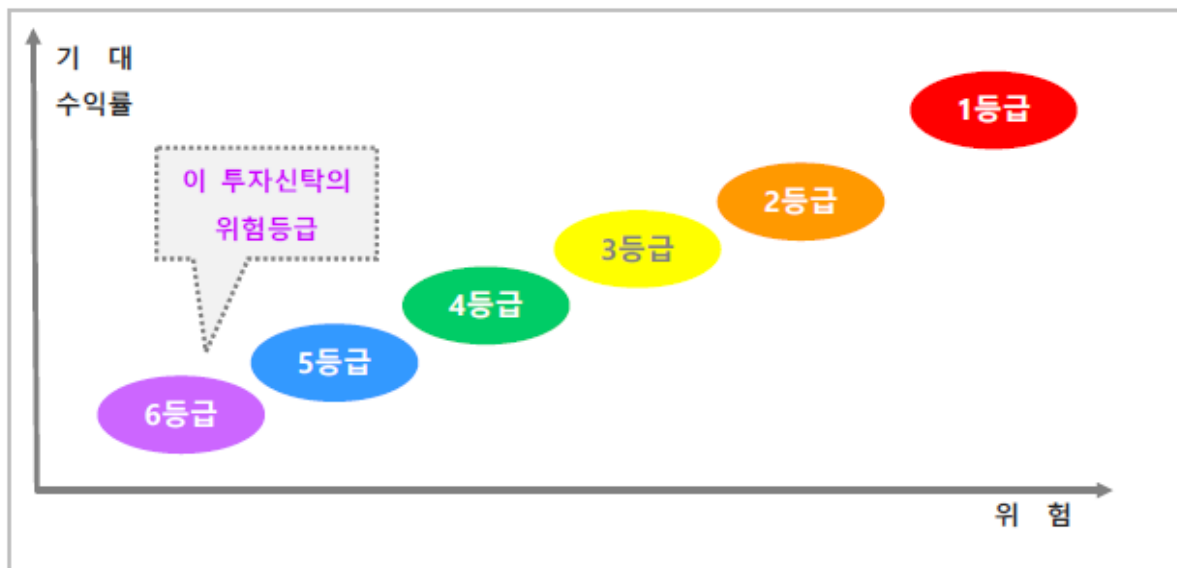 기 대
수익률
1등급
이 투자신탁의
위험등급
2등급
3등급
4등급
5등급
6등급
위 험